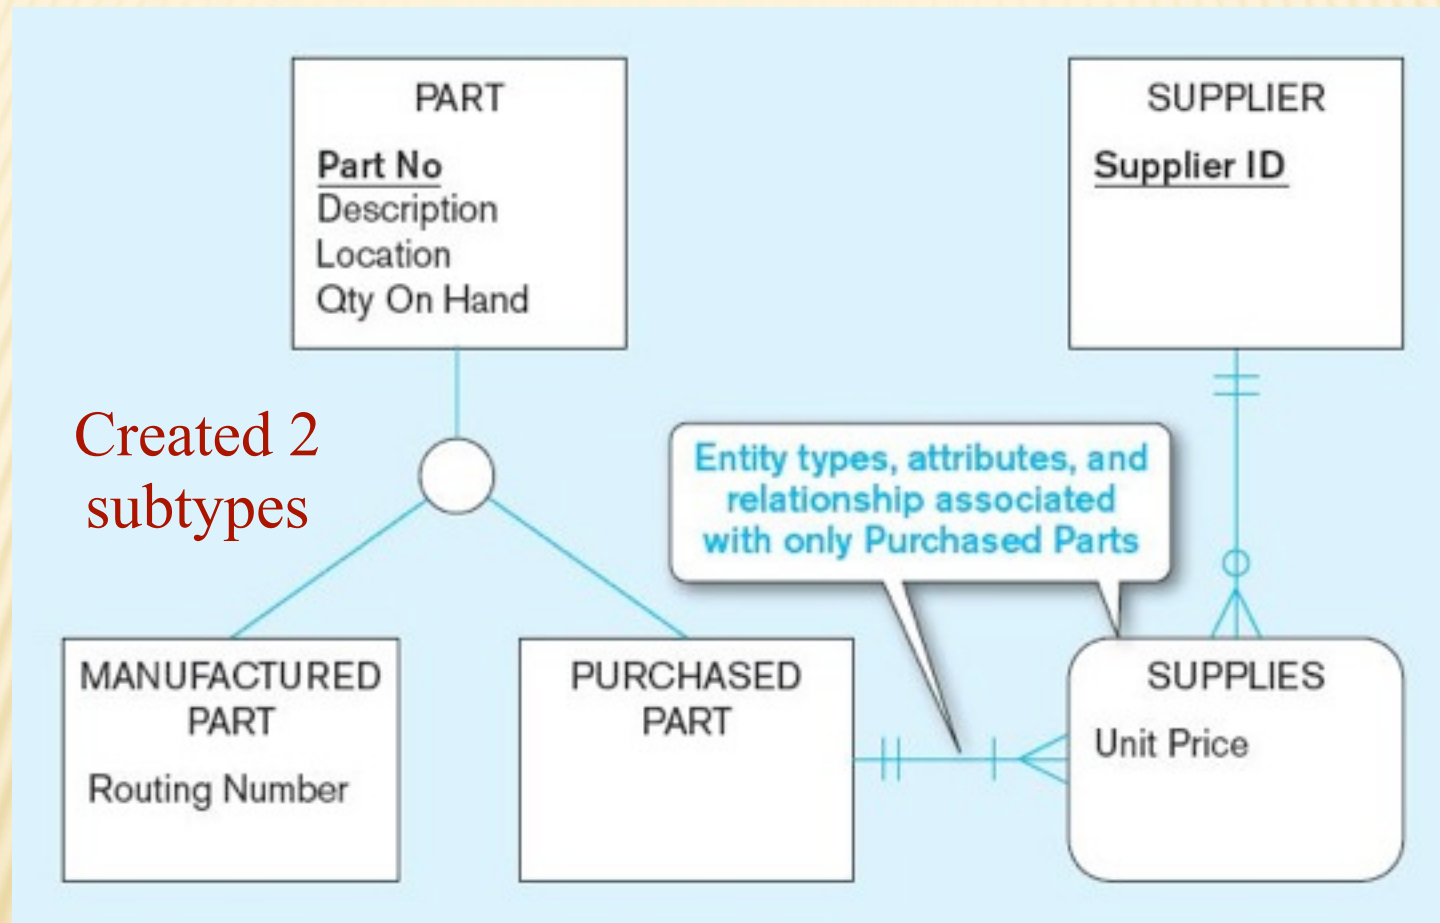 PART
Part No
Description
Location
Qty On Hand
SUPPLIER
Supplier ID
Created 2
subtypes
Entity types, attributes, and
relationship associated
with only Purchased Parts
MANUFACTURED
PART
Routing Number
PURCHASED
PART
SUPPLIES
Unit Price